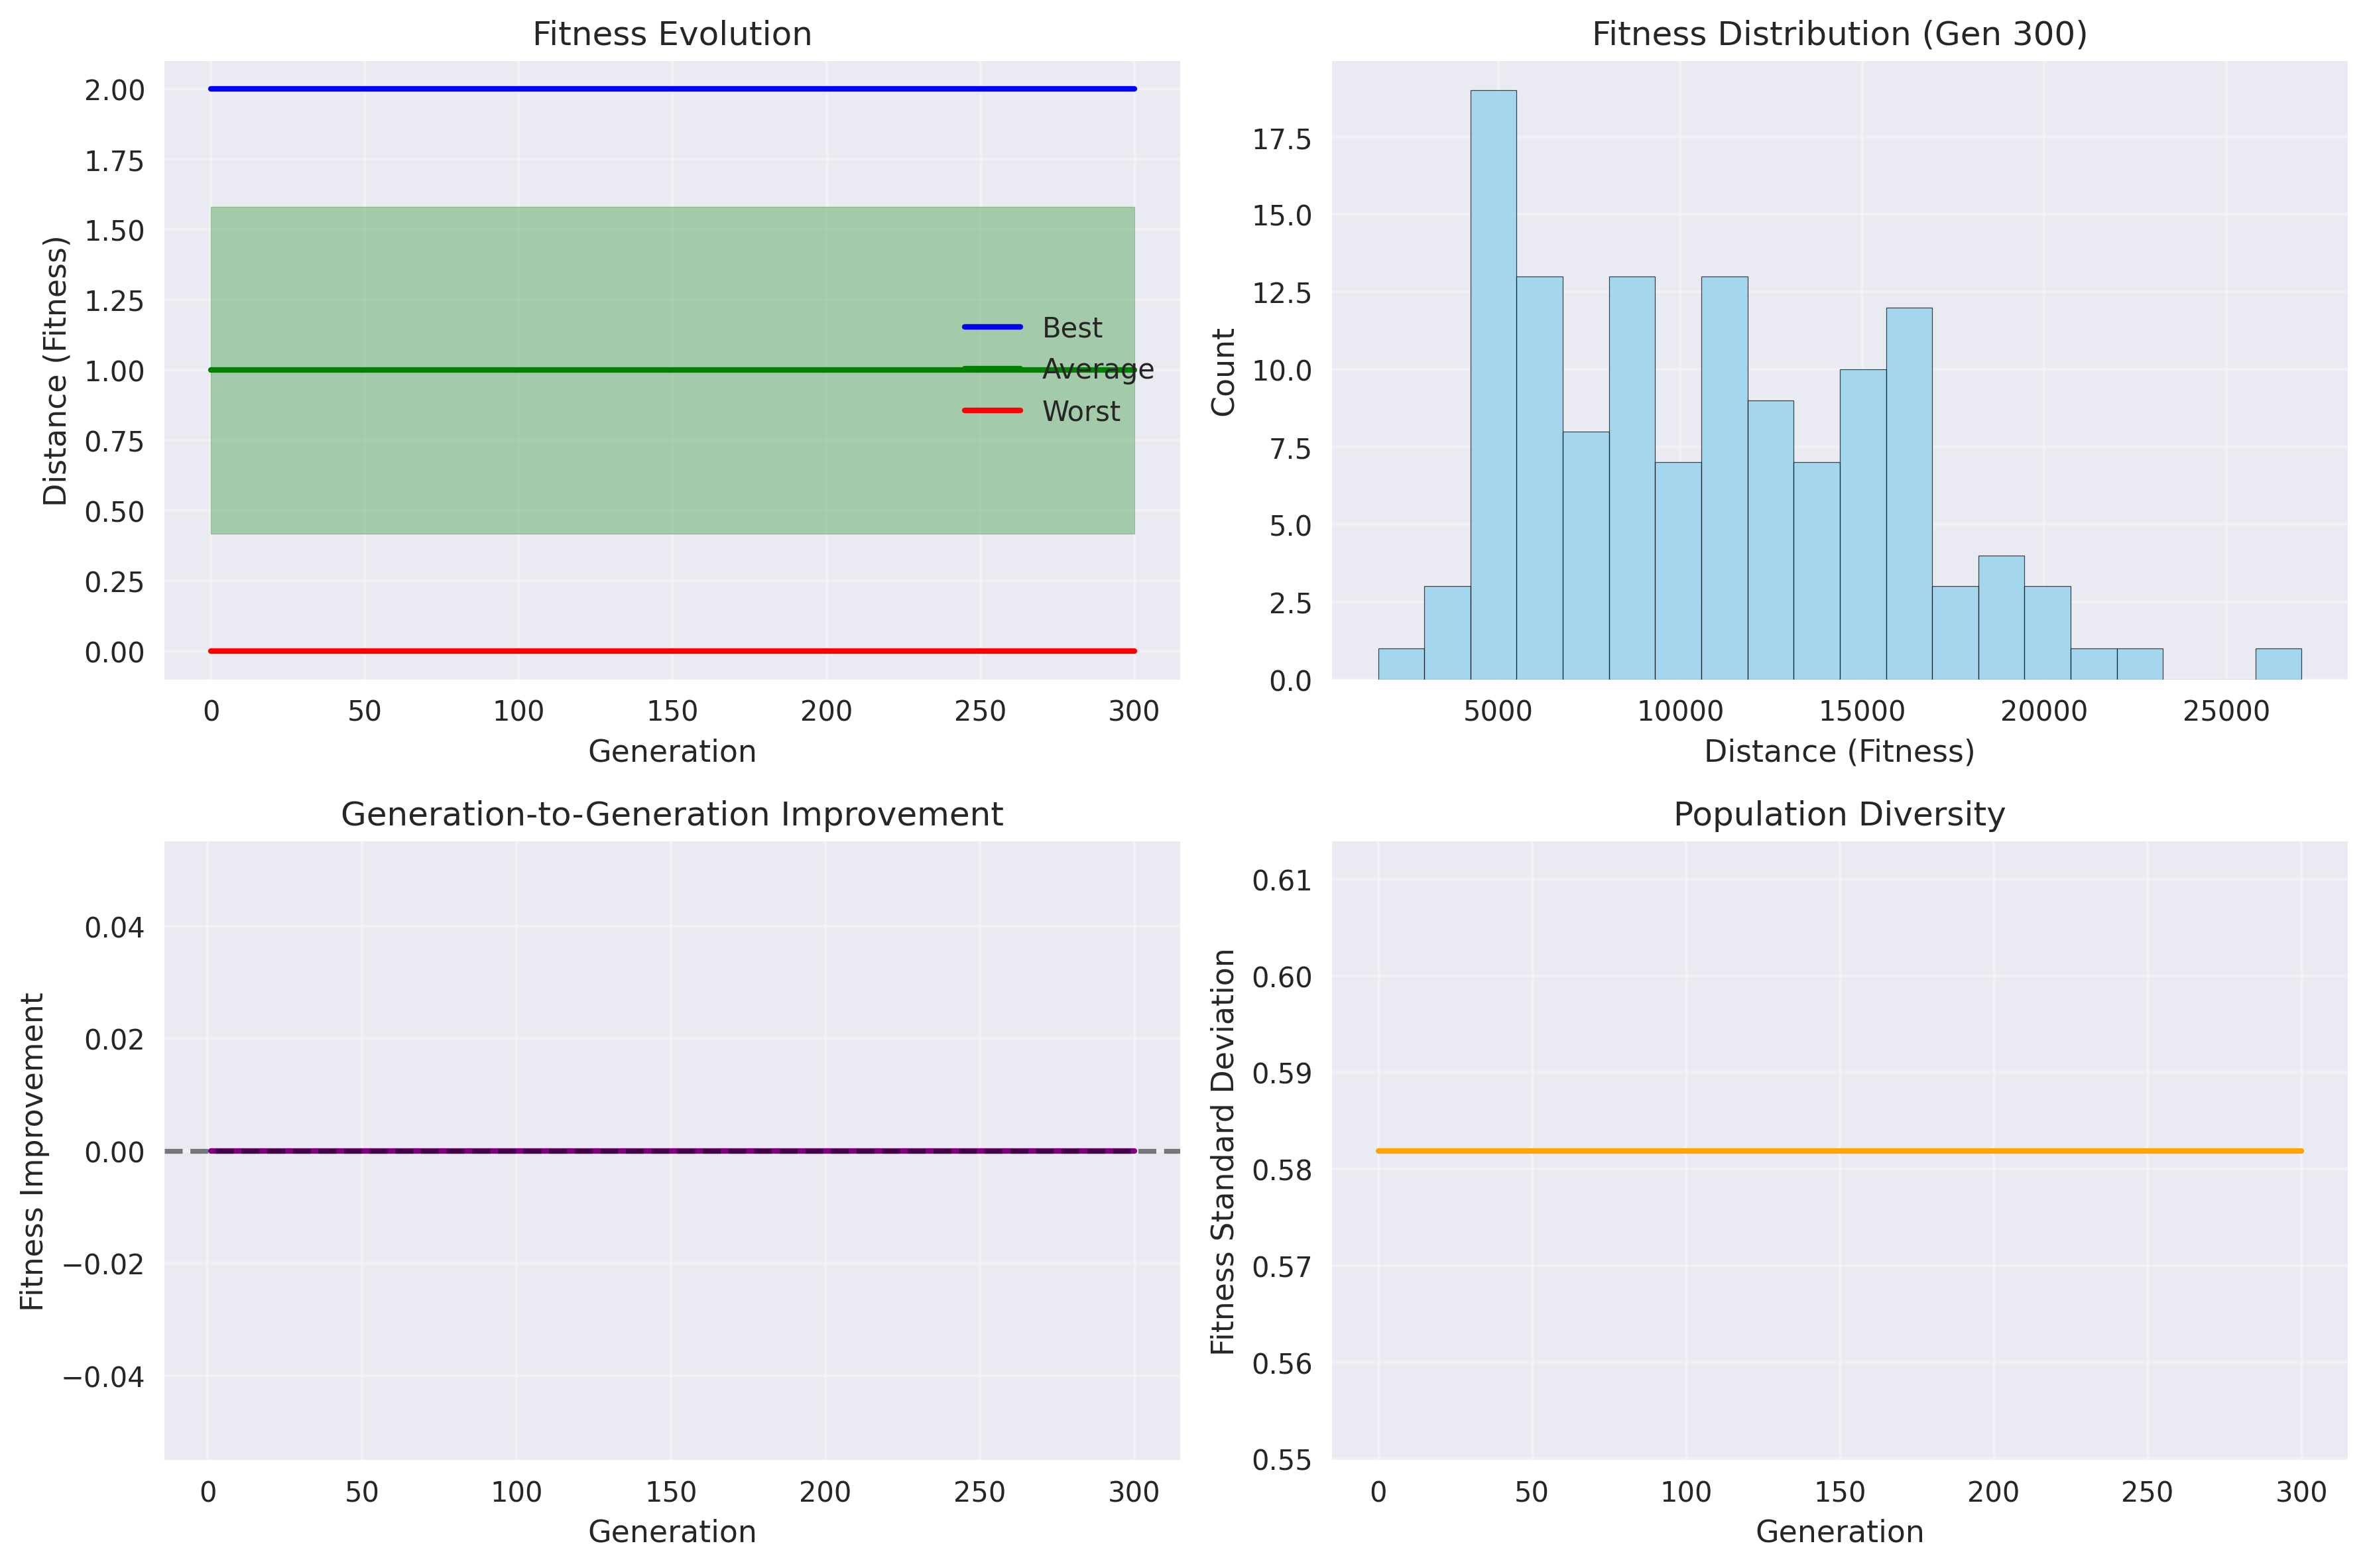 Fitness Evolution
2.00
1.75
1.50
1.25
1.00
0.75
0.50
0.25
0.00
Distance (Fitness)
Best
Average
Worst
0 50 100 150 200 250 300
Generation
Fitness Distribution (Gen 300)
17.5
15.0
12.5
10.0
7.5
5.0
2.5
0.0
Count
5000 10000 15000 20000 25000
Distance (Fitness)
Generation-to-Generation Improvement
0.04
0.02
0.00
−0.02
−0.04
Fitness Improvement
0 50 100 150 200 250 300
Generation
Population Diversity
0.61
0.60
0.59
0.58
0.57
0.56
0.55
Fitness Standard Deviation
0 50 100 150 200 250 300
Generation